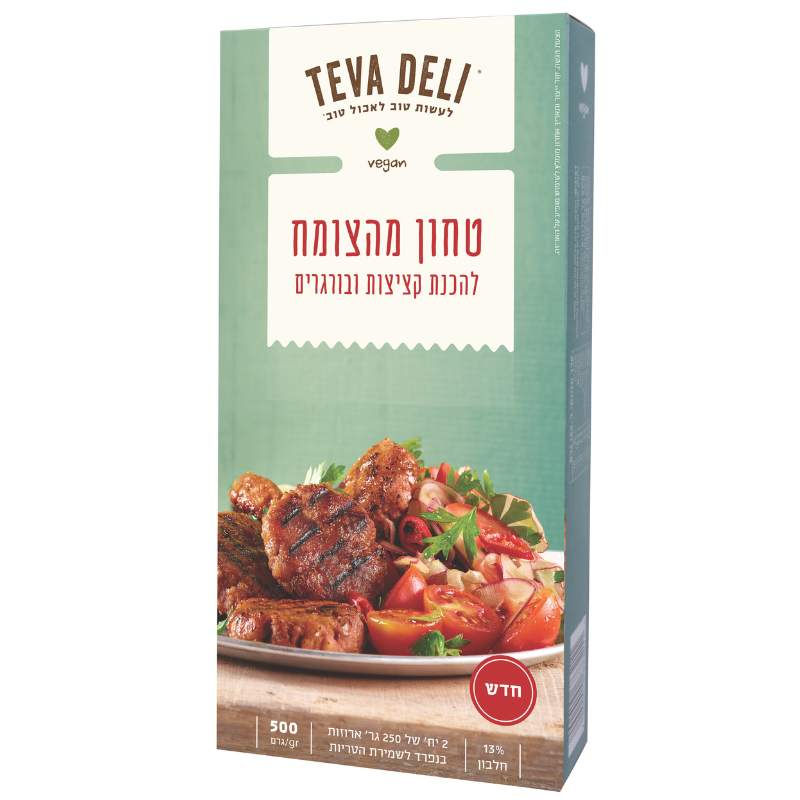 TEVA DELI
לעשות טוב לאכול טוב
vegan
טחון מהצומח
להכנת קציצות ובורגרים
חדש
500
גרם/gr
2 יח' של 250 גר' ארוזות
בנפרד לשמירת הטריות
13%
חלבון